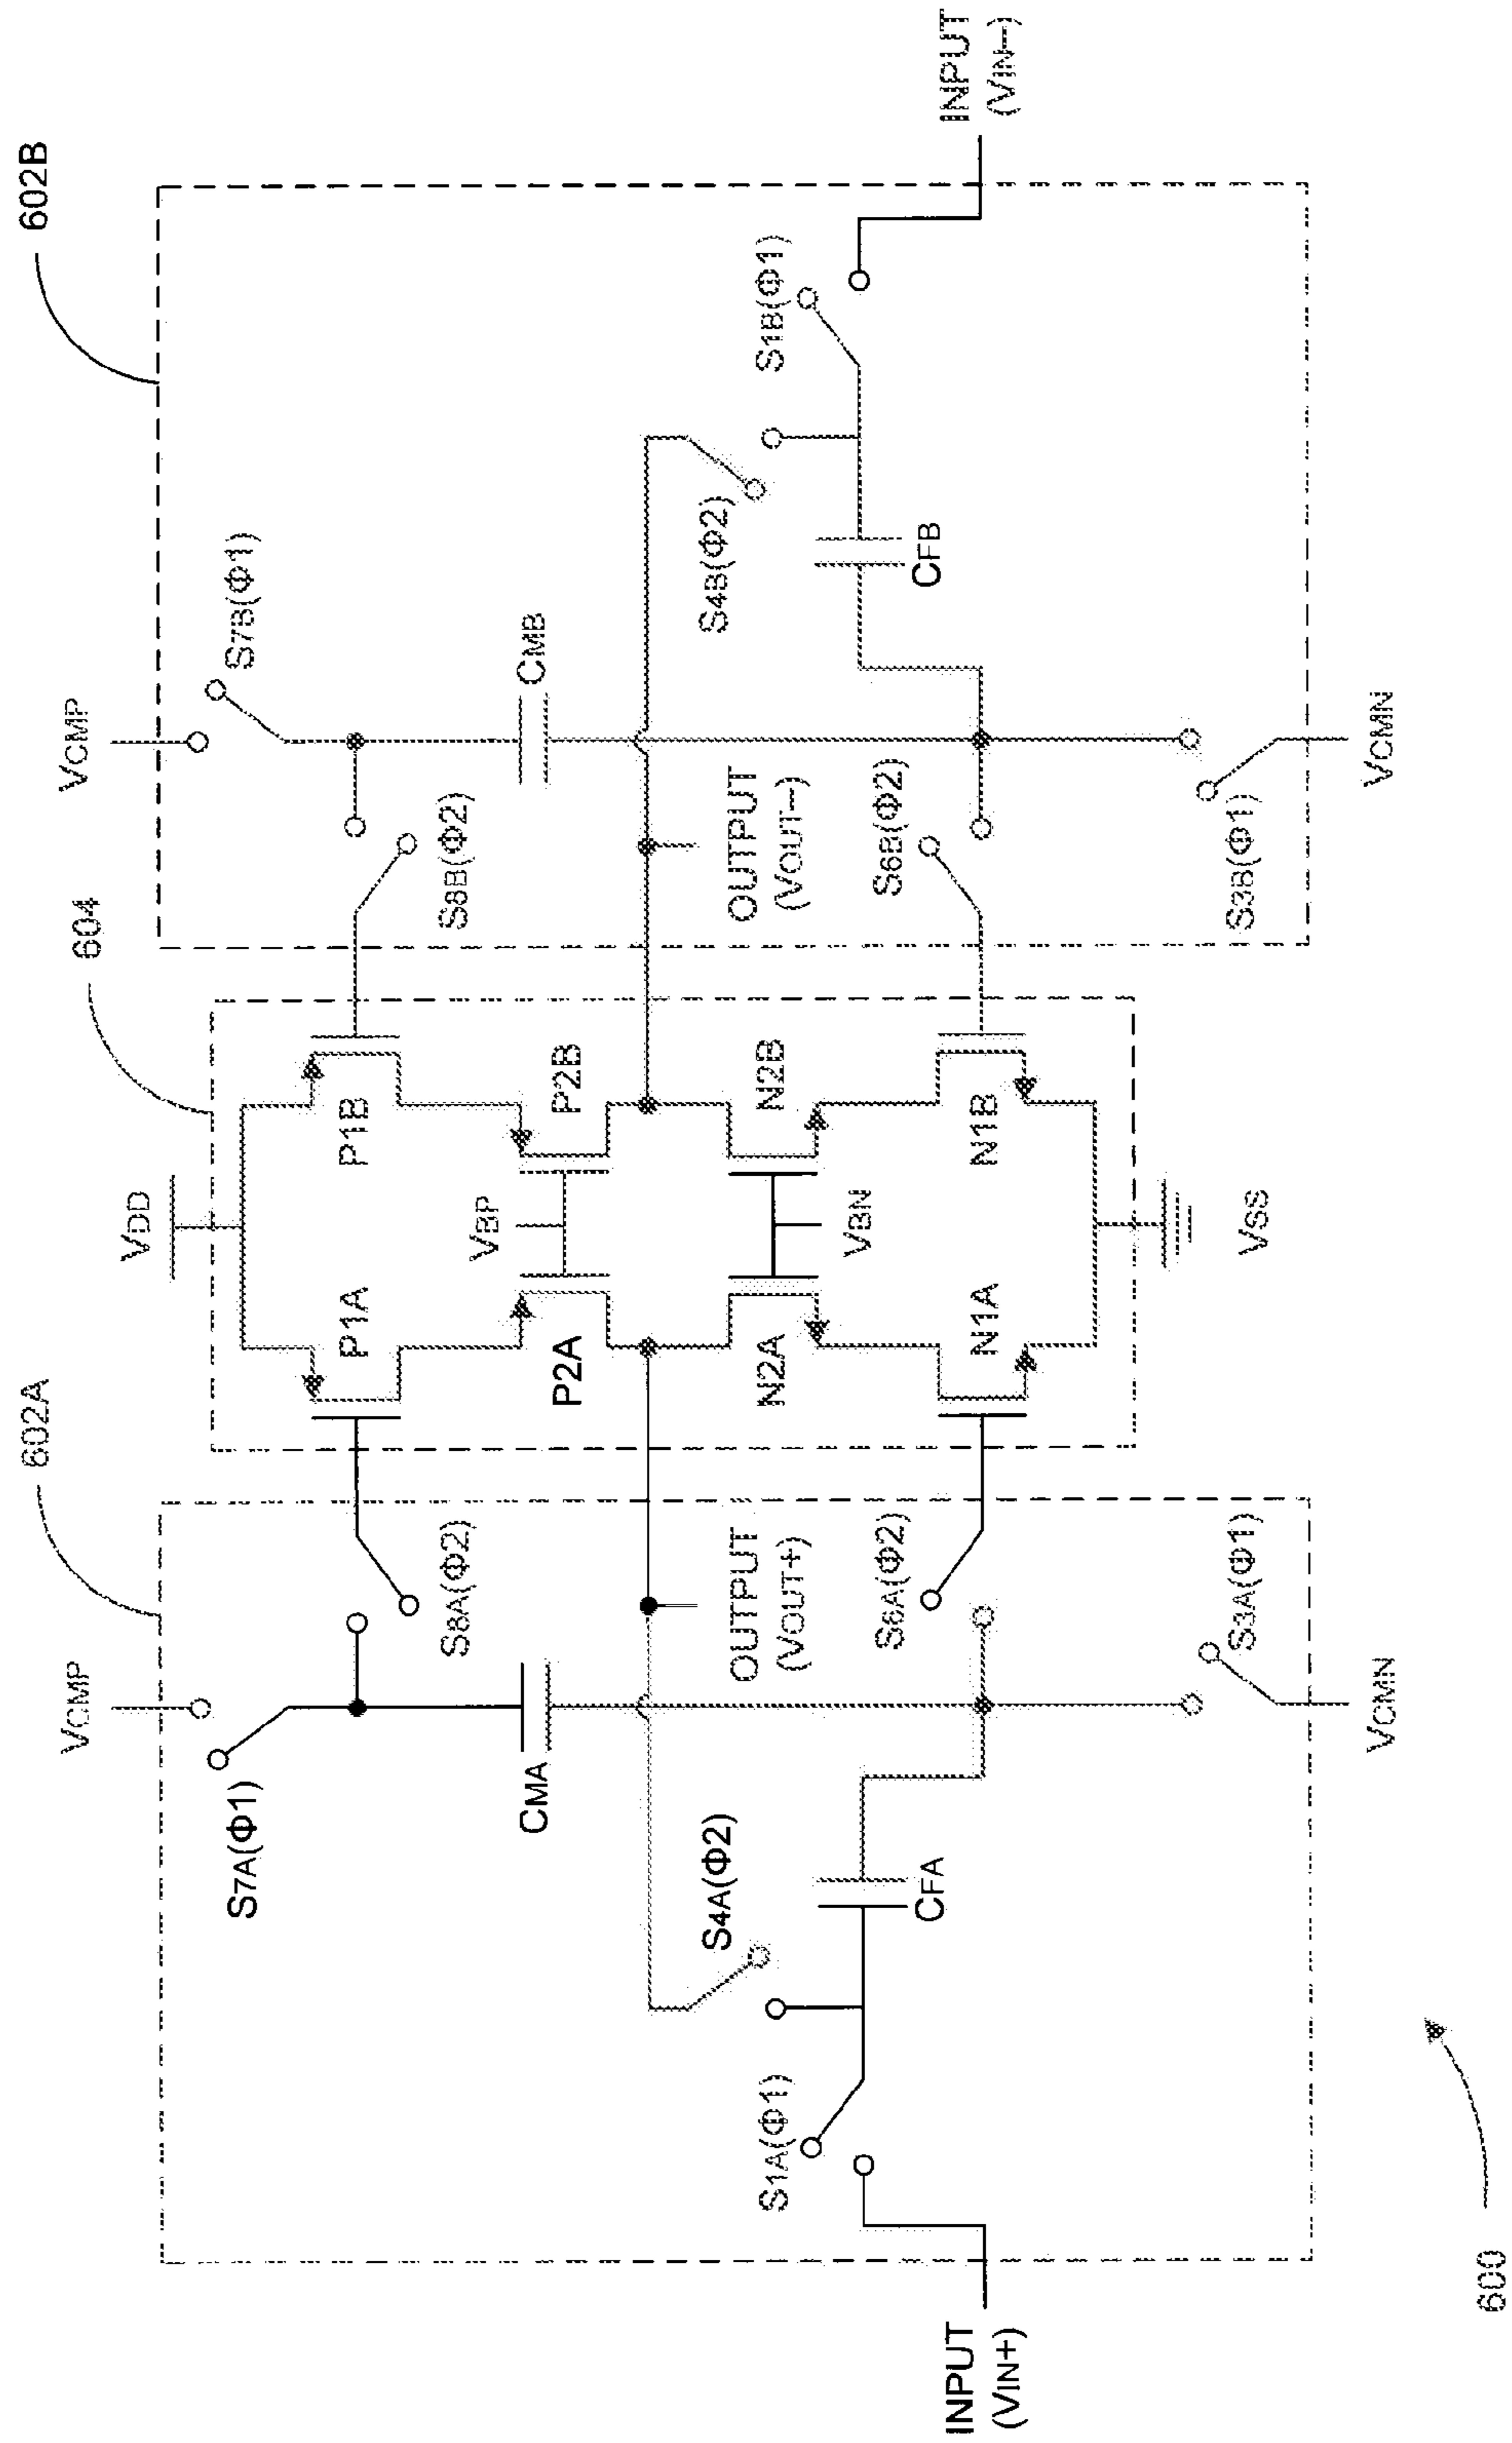 602A
604
602B
VDD
VCMP
VCMP
S7A(Φ1)
S7B(Φ1)
P1A
P1B
S8A(Φ2)
S8B(Φ2)
VBP
CMA
CMB
P2A
P2B
OUTPUT
(VOUT+)
OUTPUT
(VOUT–)
S4A(Φ2)
S4B(Φ2)
N2A
N2B
S1A(Φ1)
S1B(Φ1)
VBN
S6A(Φ2)
S6B(Φ2)
CFA
CFB
INPUT
(VIN+)
INPUT
(VIN–)
N1A
N1B
S3A(Φ1)
S3B(Φ1)
VSS
VCMN
VCMN
600